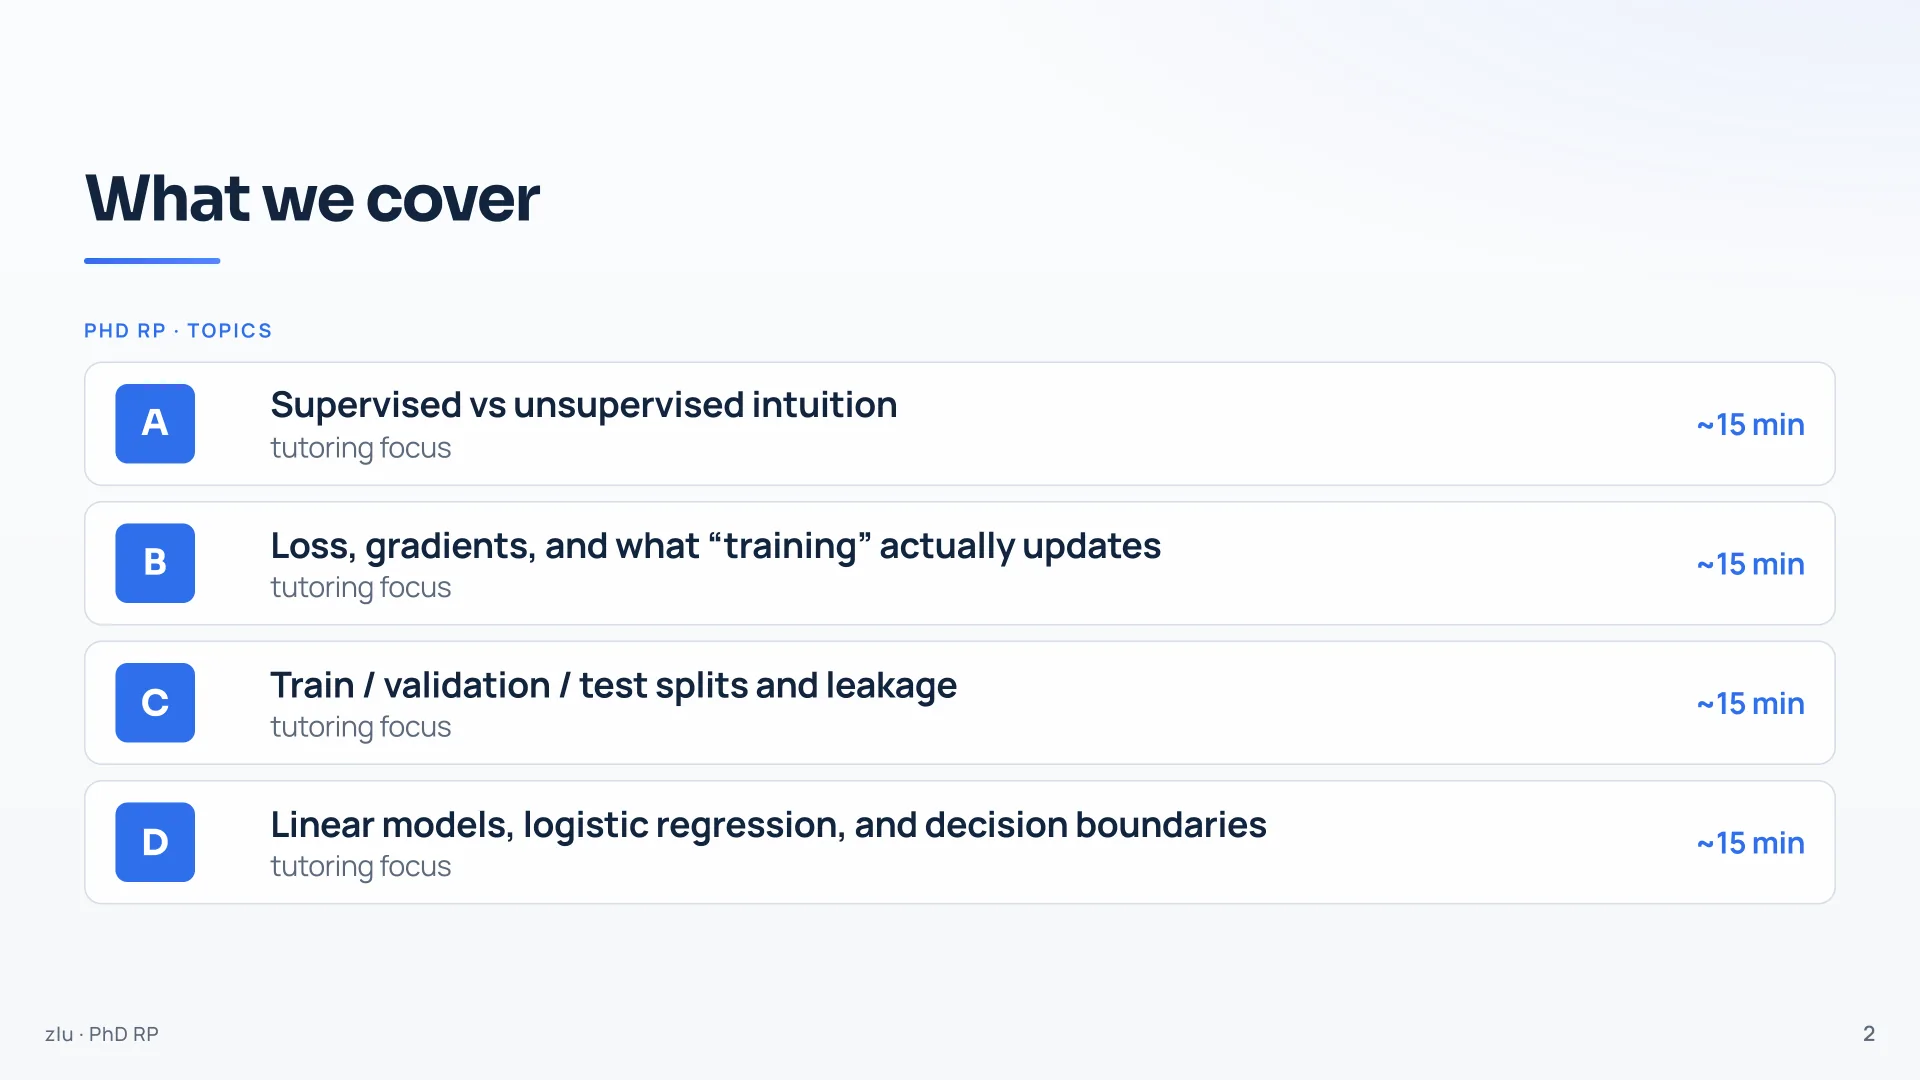 What we cover
PHD RP · TOPICS
A
Supervised vs unsupervised intuition
tutoring focus
~15 min
B
Loss, gradients, and what “training” actually updates
tutoring focus
~15 min
C
Train / validation / test splits and leakage
tutoring focus
~15 min
D
Linear models, logistic regression, and decision boundaries
tutoring focus
~15 min
zlu · PhD RP
2